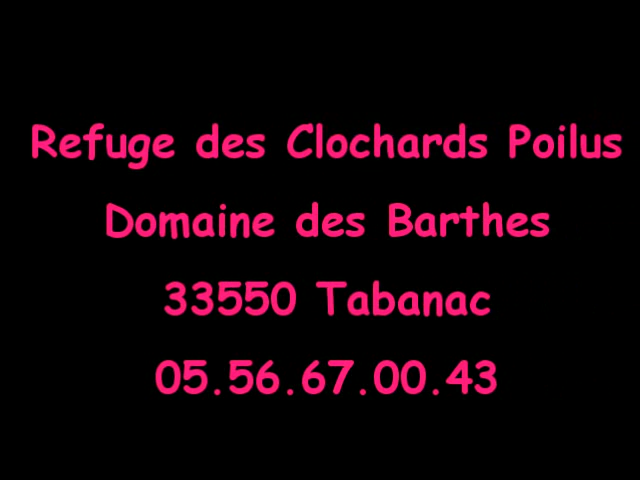 Refuge des Clochards Poilus
Domaine des Barthes
33550 Tabanac
05.56.67.00.43